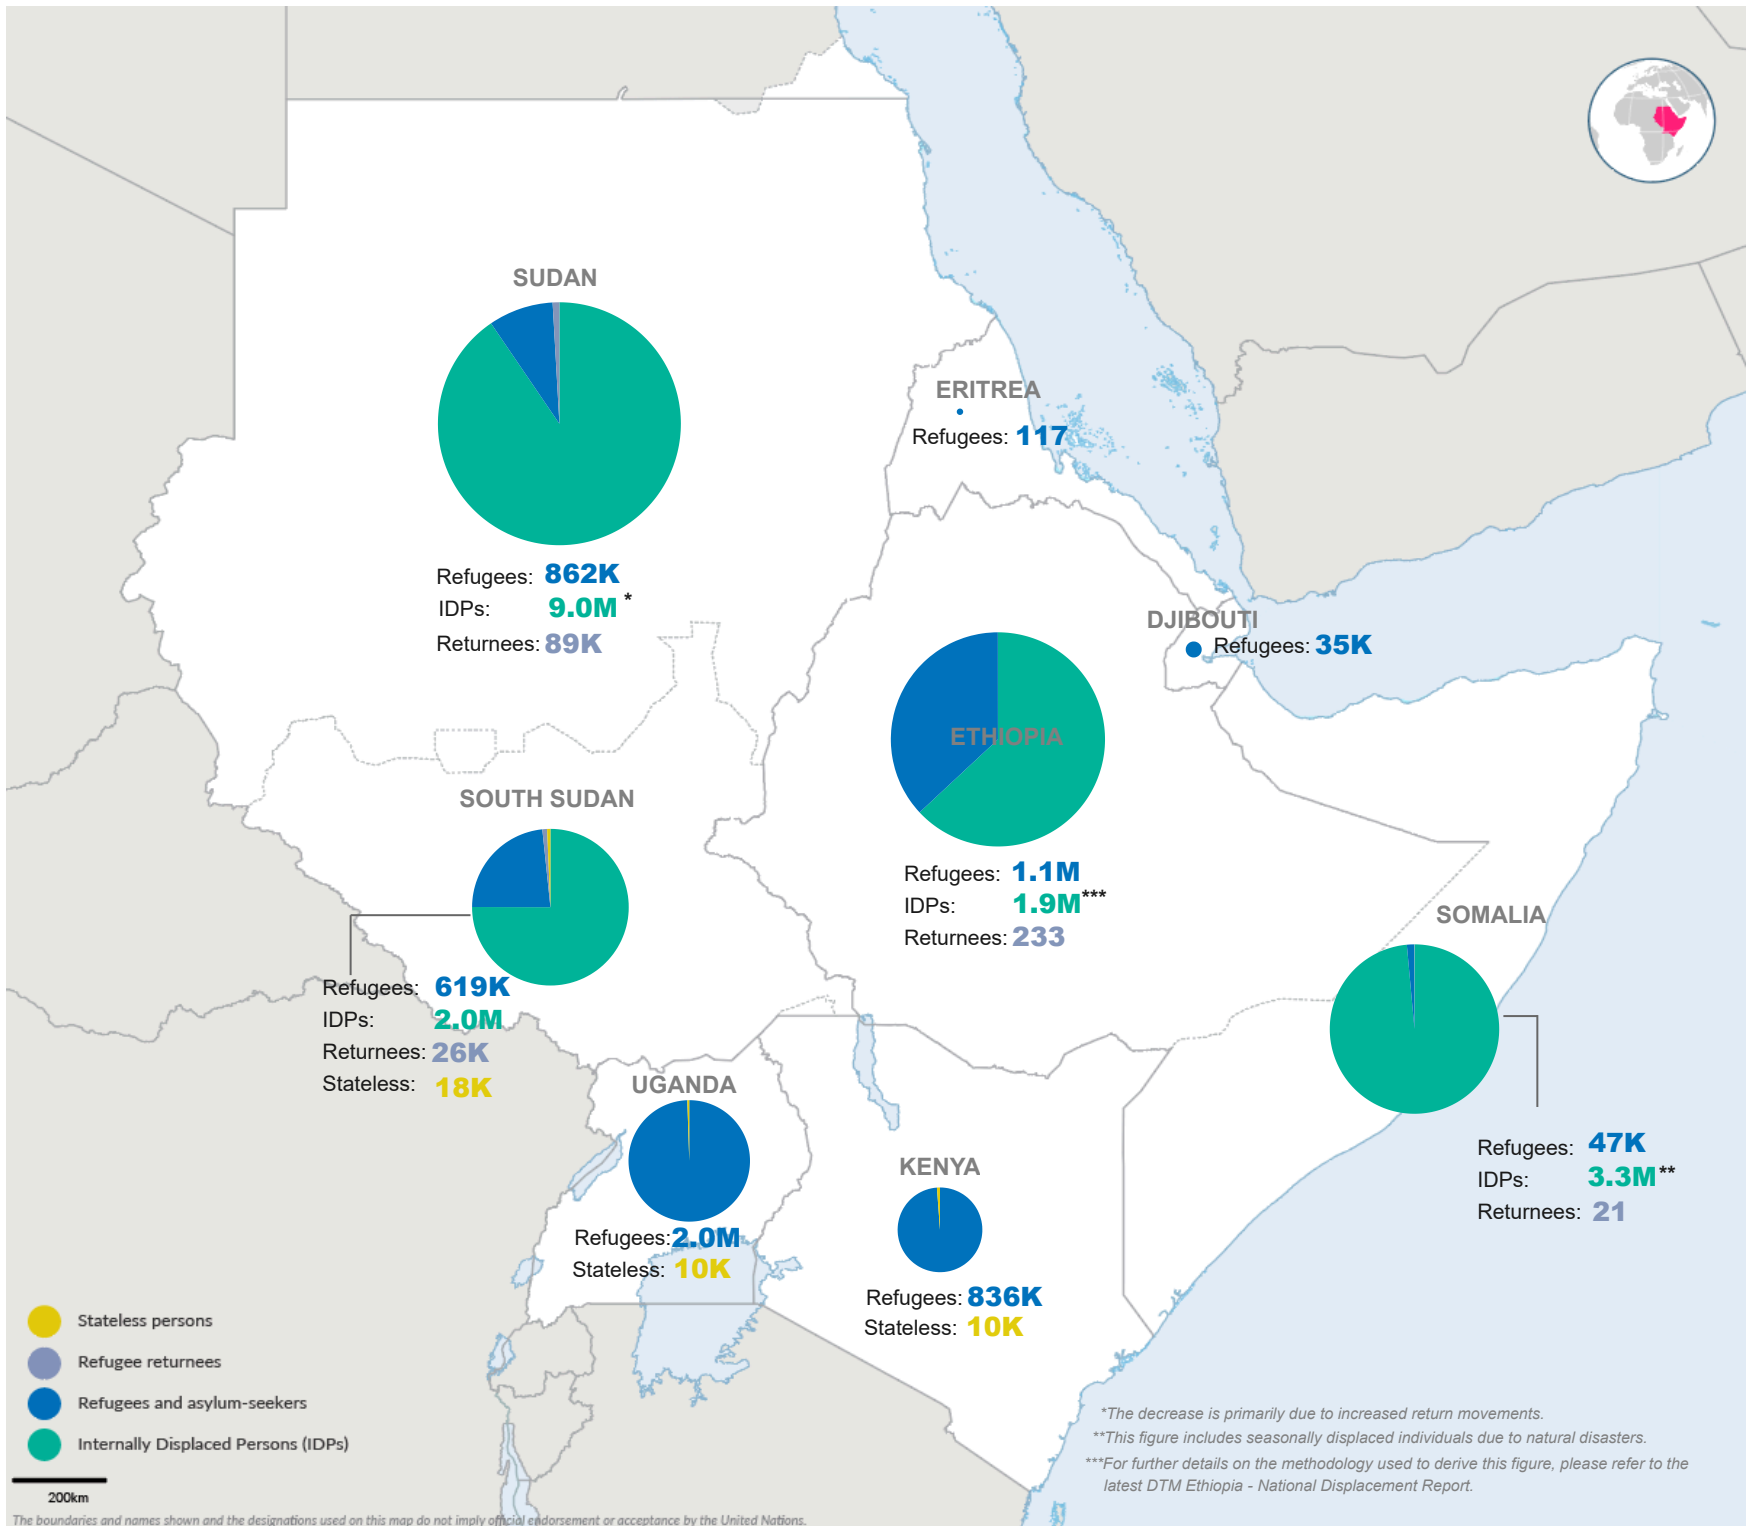 SUDAN
Refugees: 862K
IDPs: 9.0M *
Returnees: 89K
ERITREA
Refugees: 117
DJIBOUTI
Refugees: 35K
ETHIOPIA
Refugees: 1.1M
IDPs: 1.9M***
Returnees: 233
SOUTH SUDAN
Refugees: 619K
IDPs: 2.0M
Returnees: 26K
Stateless: 18K
SOMALIA
Refugees: 47K
IDPs: 3.3M**
Returnees: 21
UGANDA
Refugees: 2.0M
Stateless: 10K
KENYA
Refugees: 836K
Stateless: 10K
Stateless persons
Refugee returnees
Refugees and asylum-seekers
Internally Displaced Persons (IDPs)
200km
*The decrease is primarily due to increased return movements.
**This figure includes seasonally displaced individuals due to natural disasters.
***For further details on the methodology used to derive this figure, please refer to the
latest DTM Ethiopia - National Displacement Report.
The boundaries and names shown and the designations used on this map do not imply official endorsement or acceptance by the United Nations.